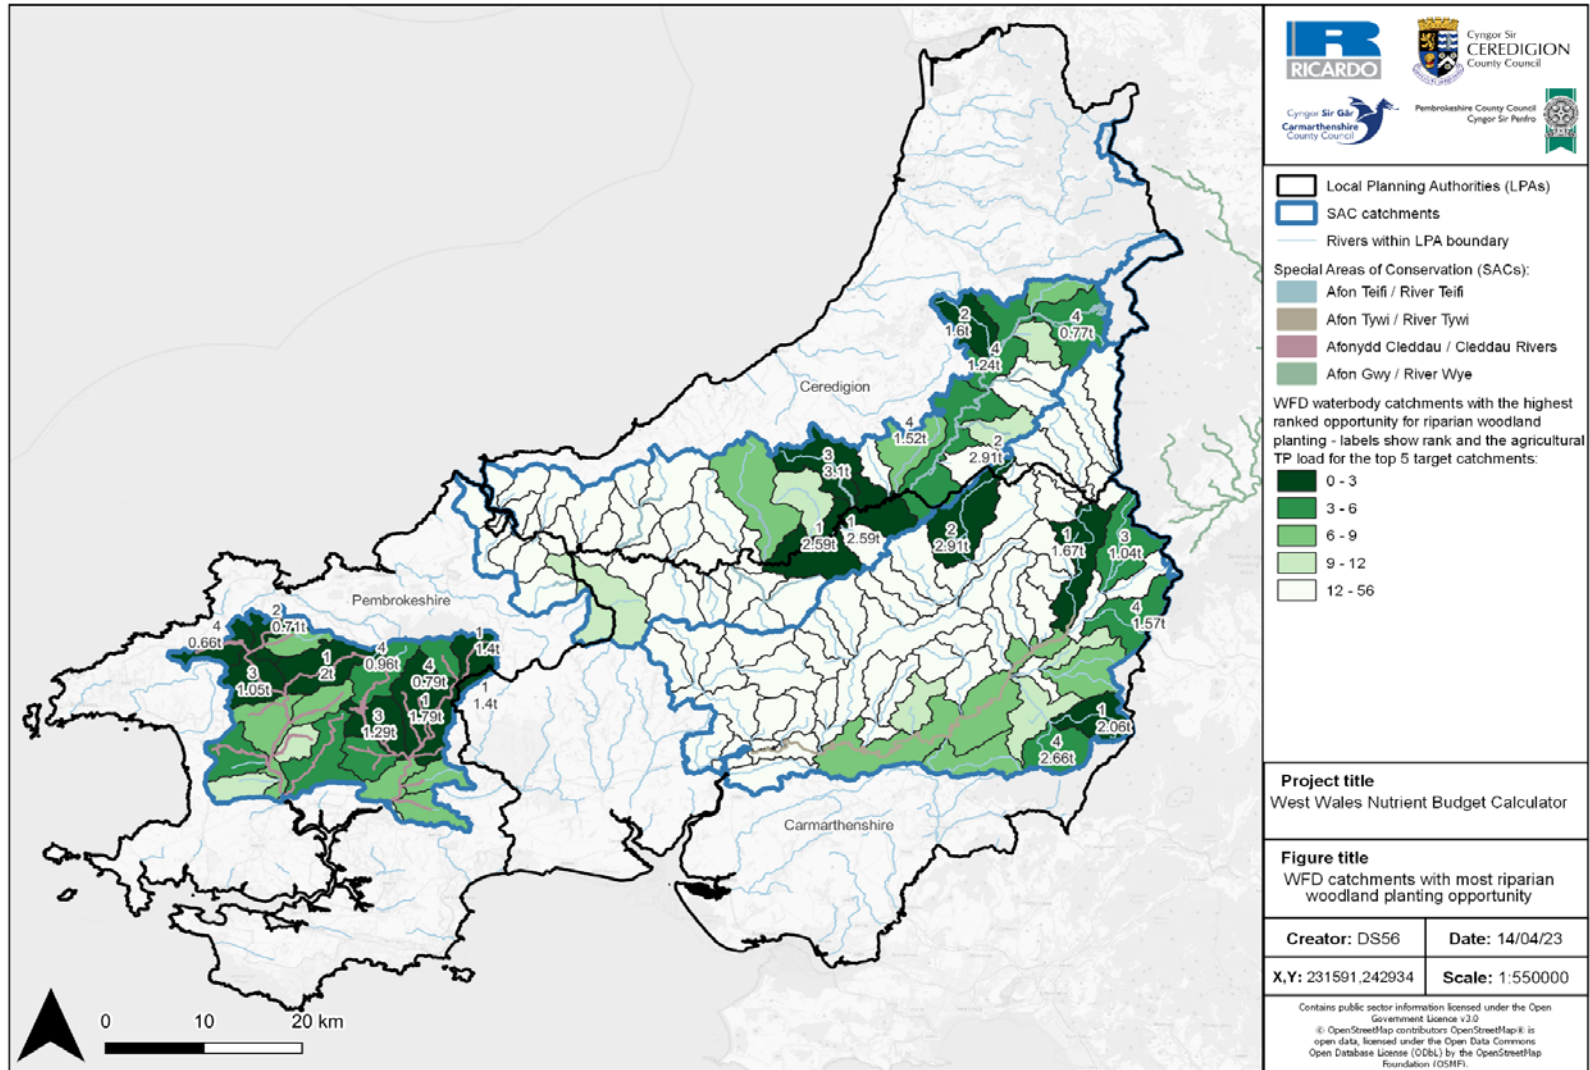 RICARDO
Cyngor Sir
CEREDIGION
County Council
Cyngor Sir Gâr
Carmarthenshire
County Council
Pembrokeshire County Council
Cyngor Sir Penfro
Local Planning Authorities (LPAs)
SAC catchments
Rivers within LPA boundary
Special Areas of Conservation (SACs):
Afon Teifi / River Teifi
Afon Tywi / River Tywi
Afonydd Cleddau / Cleddau Rivers
Afon Gwy / River Wye
WFD waterbody catchments with the highest
ranked opportunity for riparian woodland
planting - labels show rank and the agricultural
TP load for the top 5 target catchments:
0 - 3
3 - 6
6 - 9
9 - 12
12 - 56
Project title
West Wales Nutrient Budget Calculator
Figure title
WFD catchments with most riparian
woodland planting opportunity
Creator: DS56
Date: 14/04/23
X,Y: 231591,242934
Scale: 1:550000
Contains public sector information licensed under the Open
Government Licence v3.0
© OpenStreetMap contributors OpenStreetMap® is
open data, licensed under the Open Data Commons
Open Database License (ODbL) by the OpenStreetMap
Foundation (OSMF).
2
1.6t
4
0.77t
4
1.24t
Ceredigion
4
1.52t
2
2.91t
3
3.1t
1
2.59t
1
2.59t
2
2.91t
1
1.67t
3
1.04t
4
1.57t
Pembrokeshire
2
0.71t
4
0.66t
1
2t
4
0.96t
1
1.4t
3
1.05t
4
0.79t
1
1.4t
1
1.79t
3
1.29t
1
2.06t
4
2.66t
Carmarthenshire
0
10
20 km